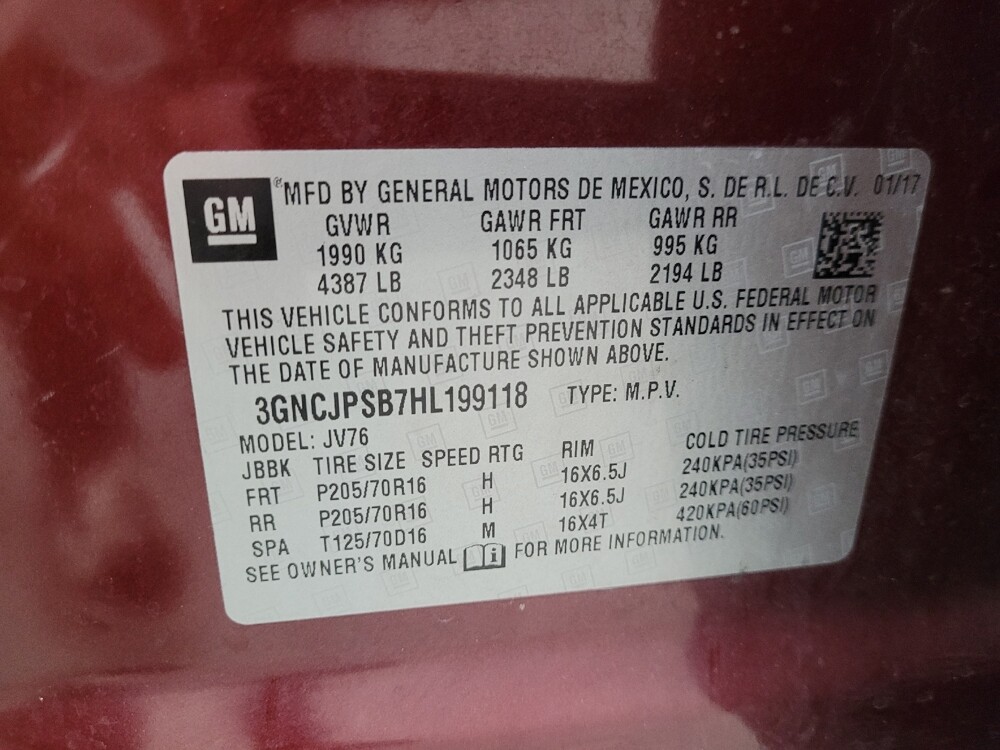 GM
®MFD BY GENERAL MOTORS DE MEXICO, S. DE R.L. DE C.V. 01/17
GVWR GAWR FRT GAWR RR
1990 KG 1065 KG 995 KG
4387 LB 2348 LB 2194 LB
THIS VEHICLE CONFORMS TO ALL APPLICABLE U.S. FEDERAL MOTOR
VEHICLE SAFETY AND THEFT PREVENTION STANDARDS IN EFFECT ON
THE DATE OF MANUFACTURE SHOWN ABOVE.
3GNCJPSB7HL199118 TYPE: M.P.V.
MODEL: JV76
JBBK TIRE SIZE SPEED RTG RIM COLD TIRE PRESSURE
FRT P205/70R16 H 16X6.5J 240KPA(35PSI)
RR P205/70R16 H 16X6.5J 240KPA(35PSI)
SPA T125/70D16 M 16X4T 420KPA(60PSI)
SEE OWNER'S MANUAL i FOR MORE INFORMATION.